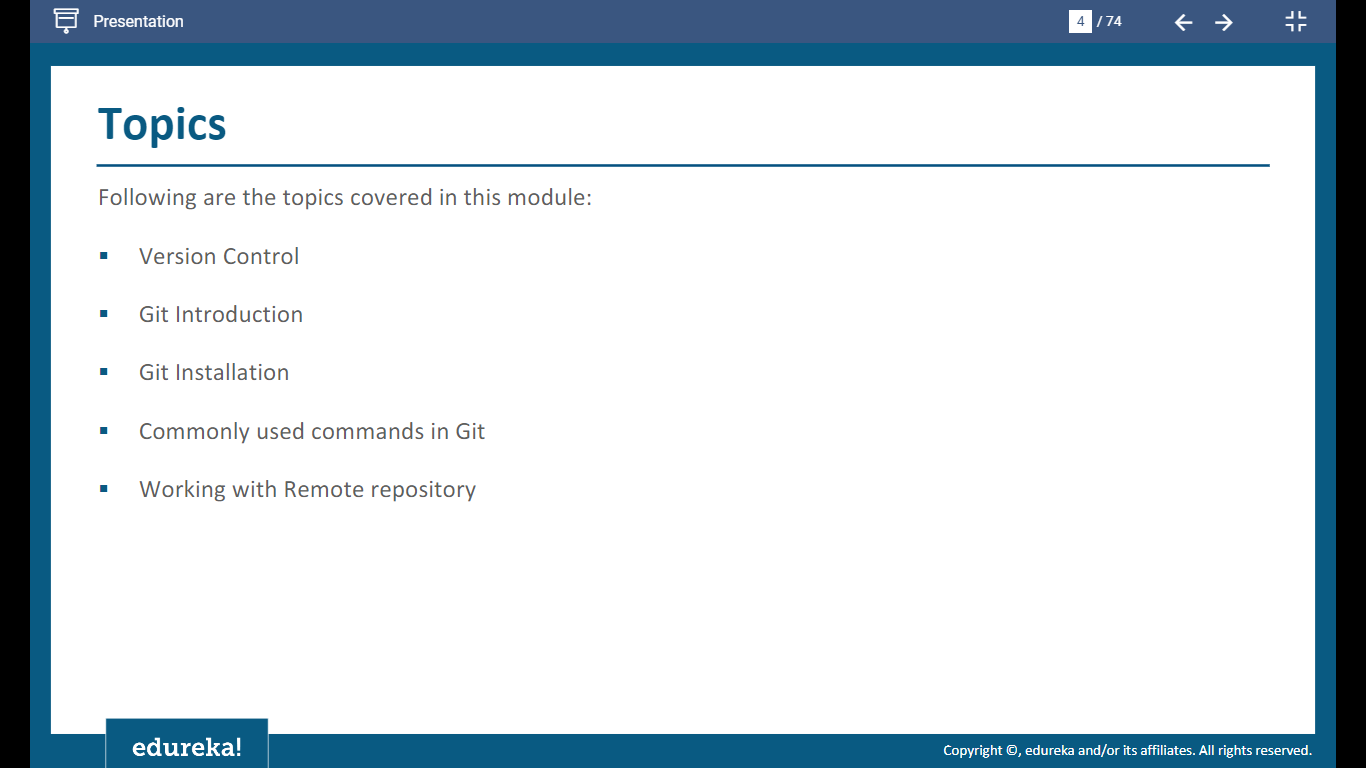 Presentation
4 / 74
Topics
Following are the topics covered in this module:
▪ Version Control
▪ Git Introduction
▪ Git Installation
▪ Commonly used commands in Git
▪ Working with Remote repository
edureka!
Copyright ©, edureka and/or its affiliates. All rights reserved.